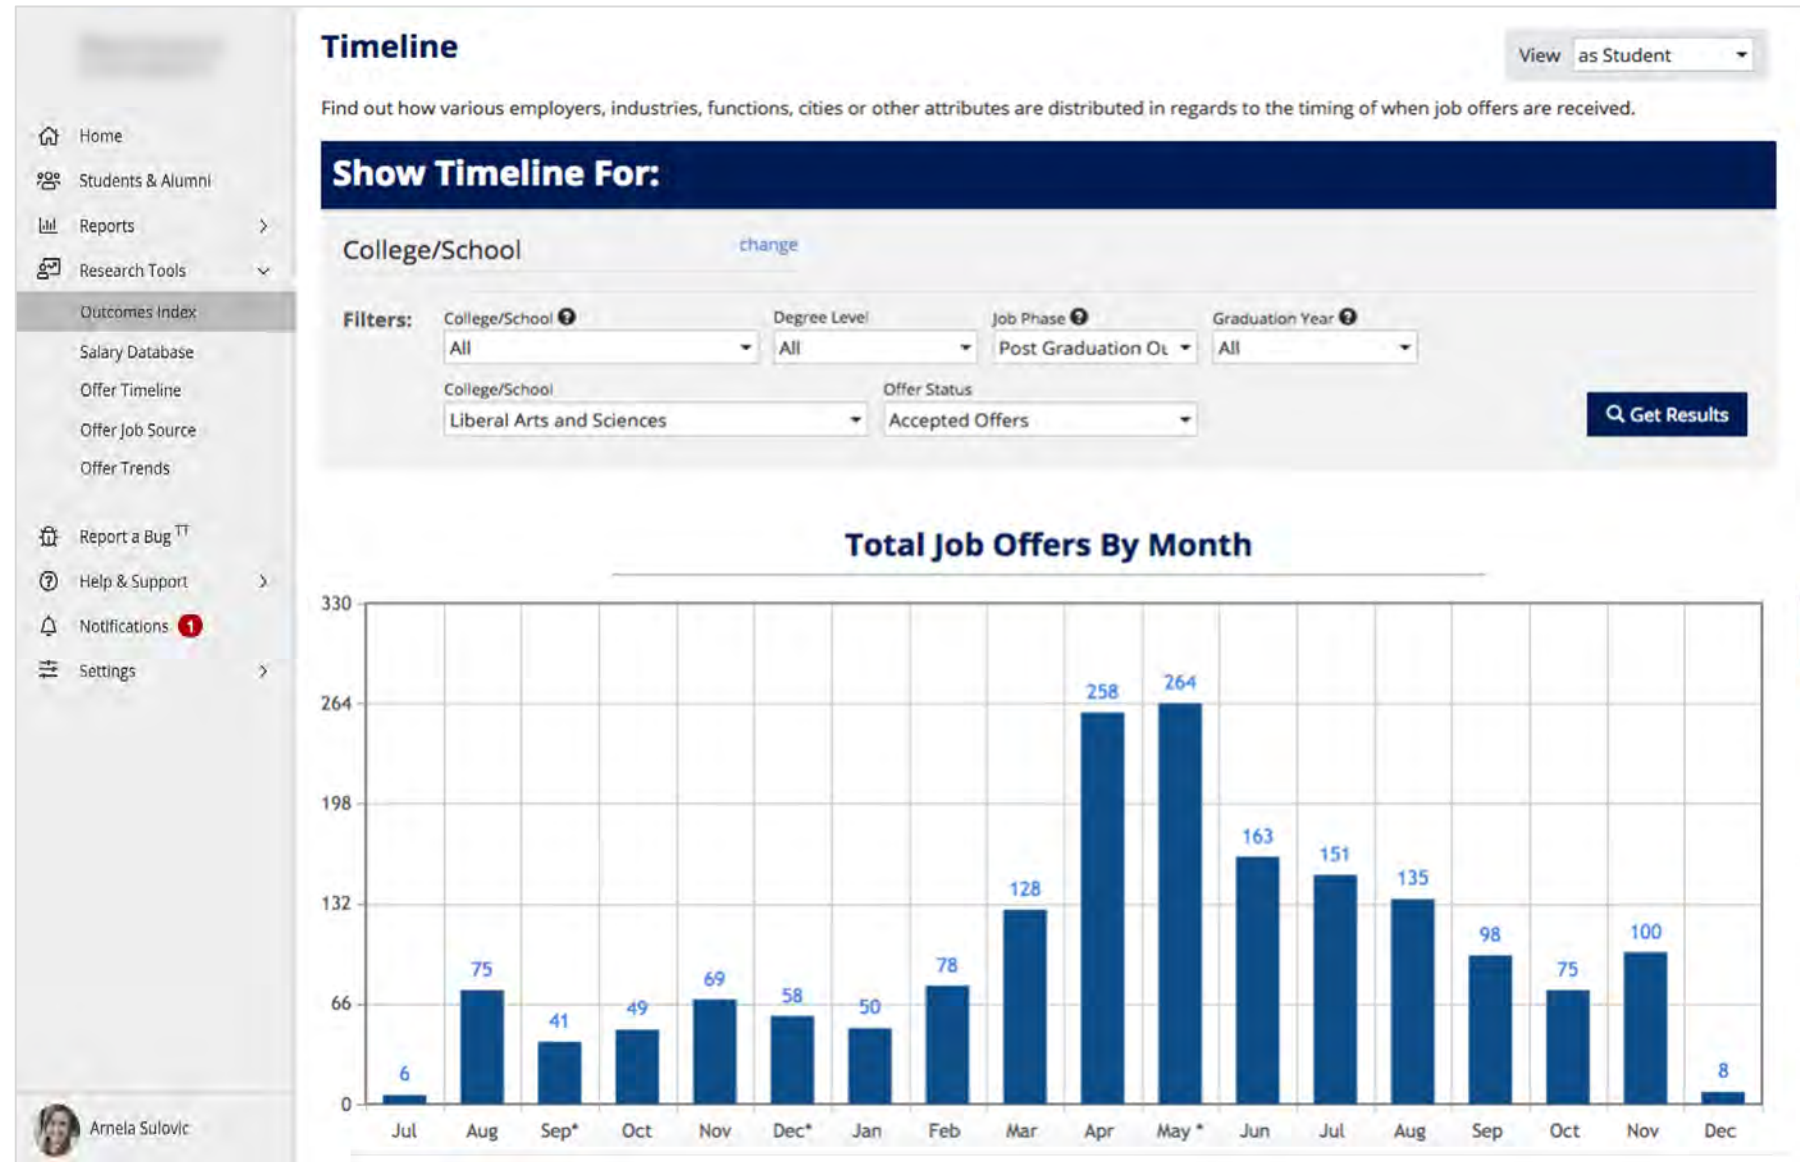 Timeline
View as Student
Find out how various employers, industries, functions, cities or other attributes are distributed in regards to the timing of when job offers are received.
Home
Students & Alumni
Reports
Research Tools
Outcomes Index
Salary Database
Offer Timeline
Offer Job Source
Offer Trends
Report a Bug TT
Help & Support
Notifications 1
Settings
Arnela Sulovic
Show Timeline For:
College/School change
Filters: College/School Degree Level Job Phase Graduation Year
All All Post Graduation Ou All
College/School Offer Status
Liberal Arts and Sciences Accepted Offers
Get Results
Total Job Offers By Month
330
264
198
132
66
0
6 75 41 49 69 58 50 78 128 258 264 163 151 135 98 75 100 8
Jul Aug Sep* Oct Nov Dec* Jan Feb Mar Apr May * Jun Jul Aug Sep Oct Nov Dec